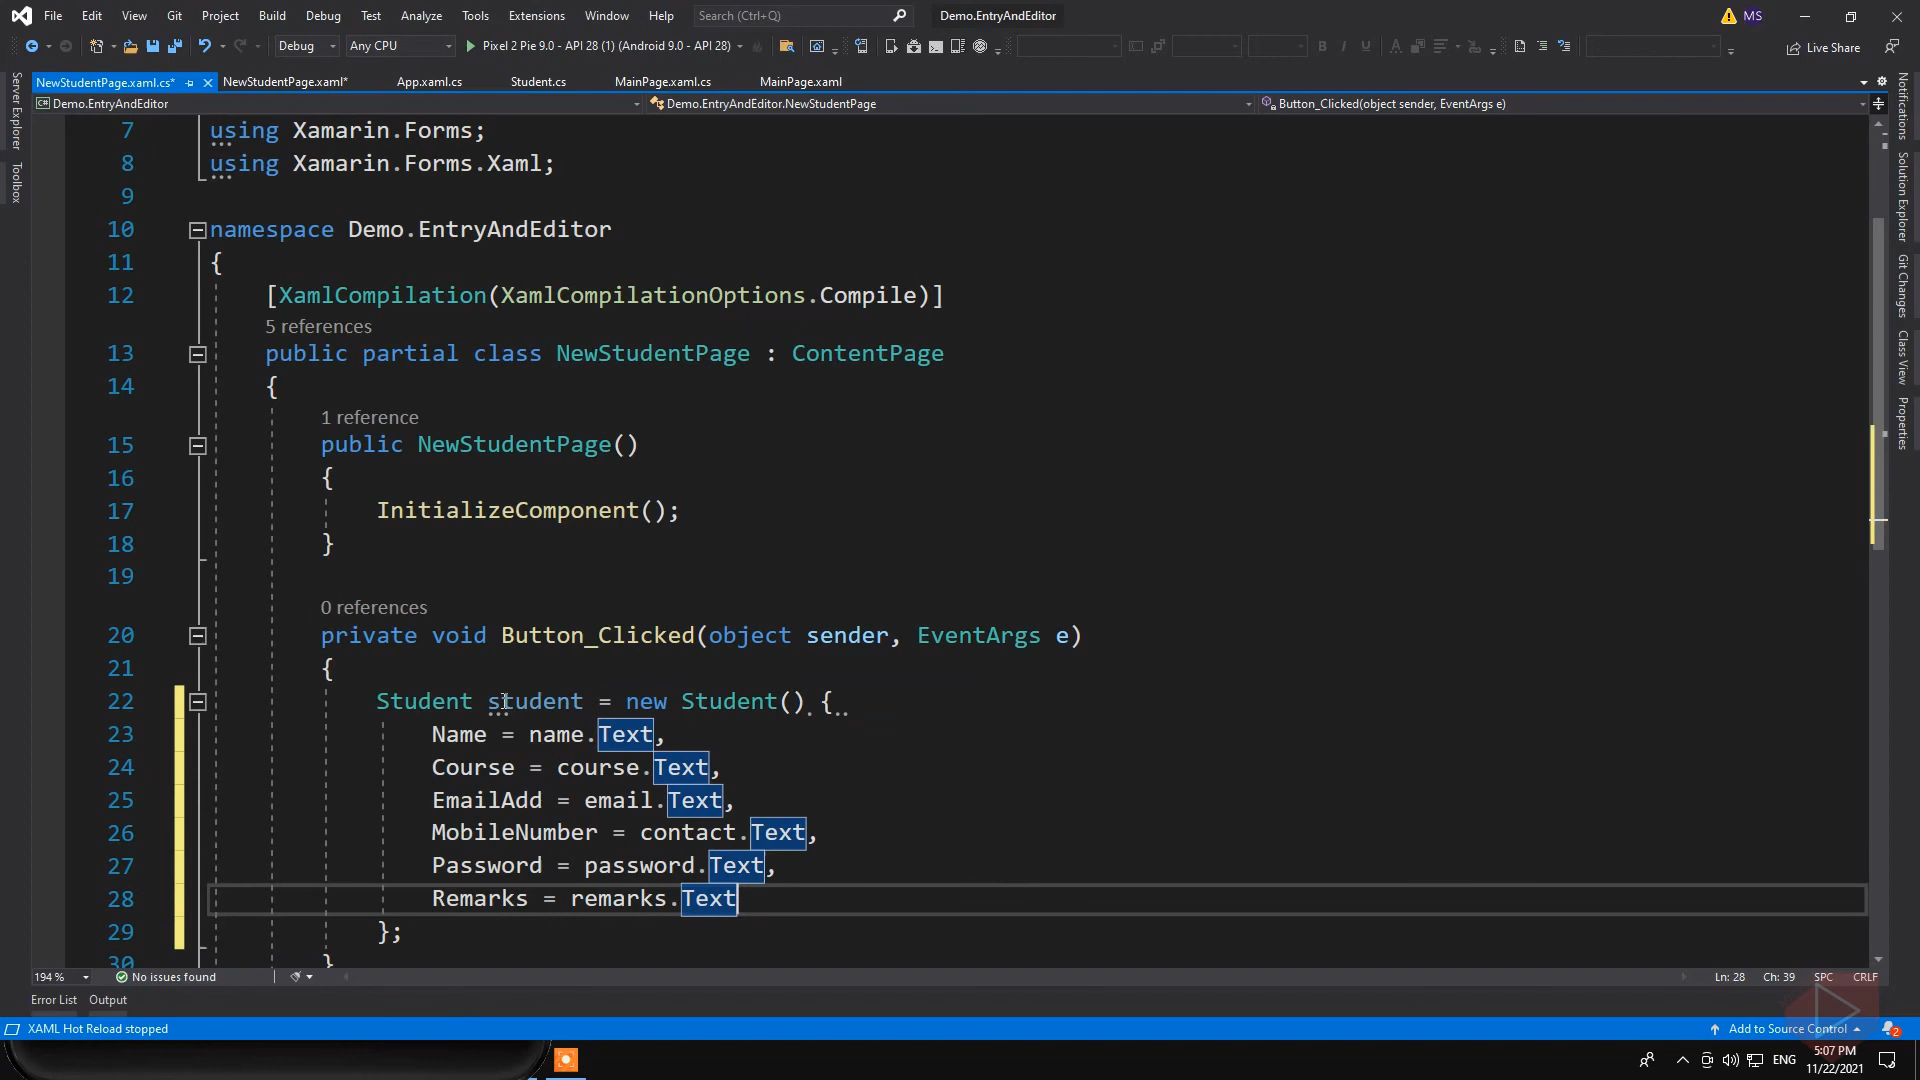 File Edit View Git Project Build Debug Test Analyze Tools Extensions Window Help Search (Ctrl+Q) Demo.EntryAndEditor MS
Debug Any CPU Pixel 2 Pie 9.0 - API 28 (1) (Android 9.0 - API 28) B I U A Live Share
NewStudentPage.xaml.cs* NewStudentPage.xaml* App.xaml.cs Student.cs MainPage.xaml.cs MainPage.xaml
Demo.EntryAndEditor Demo.EntryAndEditor.NewStudentPage Button_Clicked(object sender, EventArgs e)
Server Explorer
Toolbox
7 using Xamarin.Forms;
8 using Xamarin.Forms.Xaml;
9
10 namespace Demo.EntryAndEditor
11 {
12 [XamlCompilation(XamlCompilationOptions.Compile)]
5 references
13 public partial class NewStudentPage : ContentPage
14 {
1 reference
15 public NewStudentPage()
16 {
17 InitializeComponent();
18 }
19
0 references
20 private void Button_Clicked(object sender, EventArgs e)
21 {
22 Student student = new Student() {
23 Name = name.Text,
24 Course = course.Text,
25 EmailAdd = email.Text,
26 MobileNumber = contact.Text,
27 Password = password.Text,
28 Remarks = remarks.Text
29 };
30 }
Notifications
Solution Explorer
Git Changes
Class View
Properties
194 % No issues found Ln: 28 Ch: 39 SPC CRLF
Error List Output
XAML Hot Reload stopped Add to Source Control 2
ENG 5:07 PM
11/22/2021